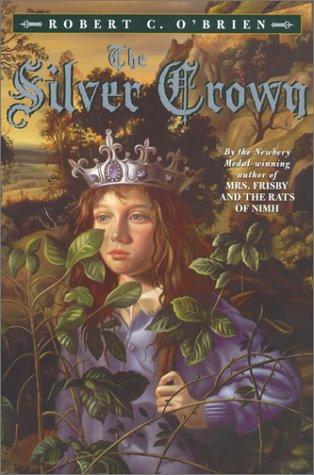 ROBERT C. O'BRIEN
The
Silver Crown
By the Newbery
Medal-winning
author of
MRS. FRISBY
AND THE RATS
OF NIMH